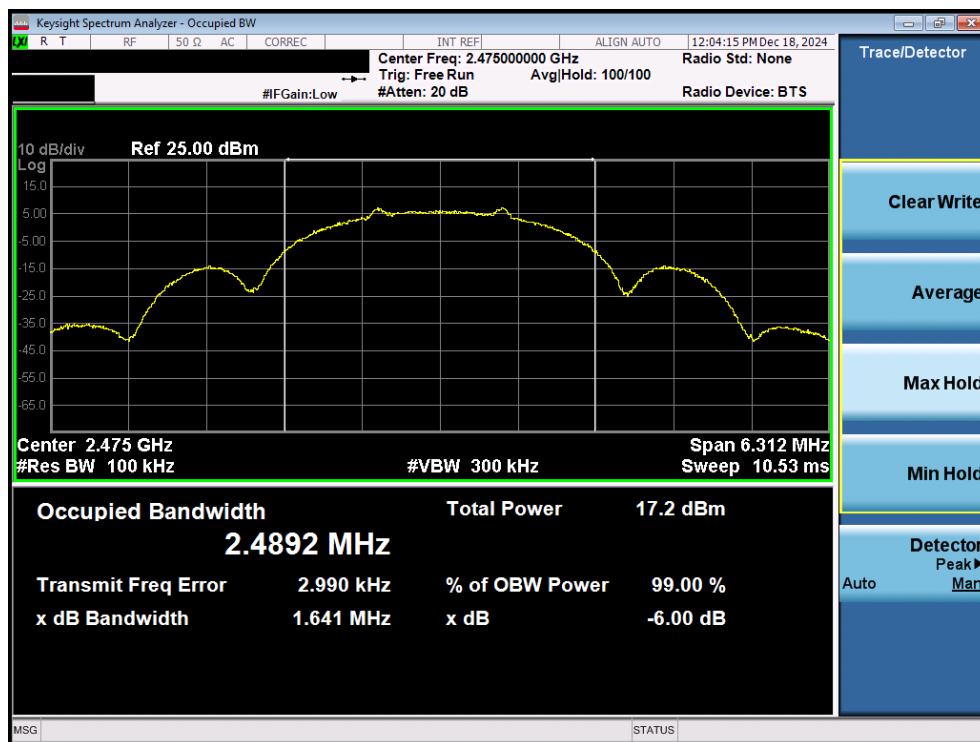 Keysight Spectrum Analyzer - Occupied BW
LXI R T RF 50 Ω AC CORREC INT REF ALIGN AUTO 12:04:15 PM Dec 18, 2024
Center Freq: 2.475000000 GHz Radio Std: None
Trig: Free Run Avg|Hold: 100/100
#IFGain:Low #Atten: 20 dB Radio Device: BTS
Trace/Detector
10 dB/div Ref 25.00 dBm
Log
15.0
5.00
-5.00
-15.0
-25.0
-35.0
-45.0
-55.0
-65.0
Center 2.475 GHz Span 6.312 MHz
#Res BW 100 kHz #VBW 300 kHz Sweep 10.53 ms
Occupied Bandwidth Total Power 17.2 dBm
2.4892 MHz
Transmit Freq Error 2.990 kHz % of OBW Power 99.00 %
x dB Bandwidth 1.641 MHz x dB -6.00 dB
Clear Write
Average
Max Hold
Min Hold
Detector
Peak▶
Auto Man
MSG STATUS